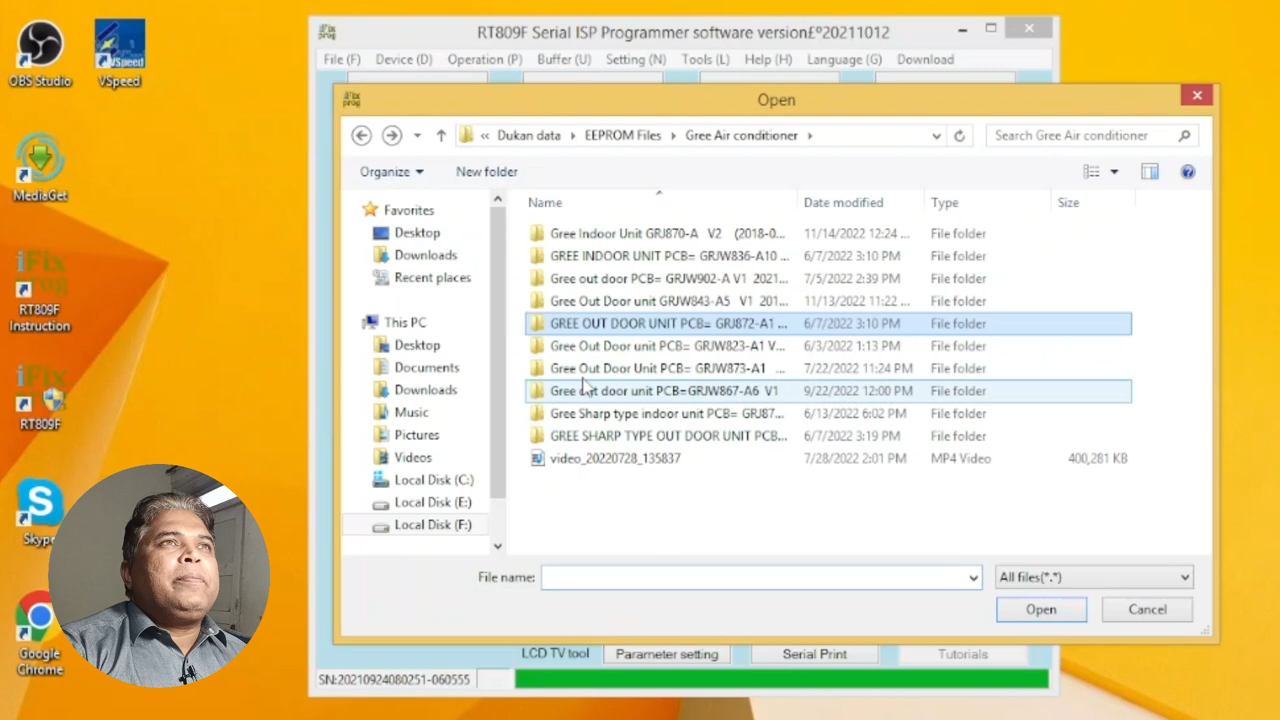 RT809F Serial ISP Programmer software version£º20211012
File (F) Device (D) Operation (P) Buffer (U) Setting (N) Tools (L) Help (H) Language (G) Download
Open
« Dukan data EEPROM Files Gree Air conditioner
Search Gree Air conditioner
Organize New folder
Name Date modified Type Size
Favorites
Desktop
Downloads
Recent places
This PC
Desktop
Documents
Downloads
Music
Pictures
Videos
Local Disk (C:)
Local Disk (E:)
Local Disk (F:)
Gree Indoor Unit GRJ870-A V2 (2018-0... 11/14/2022 12:24 ... File folder
GREE INDOOR UNIT PCB= GRJW836-A10 ... 6/7/2022 3:10 PM File folder
Gree out door PCB= GRJW902-A V1 2021... 7/5/2022 2:39 PM File folder
Gree Out Door unit GRJW843-A5 V1 201... 11/13/2022 11:22 ... File folder
GREE OUT DOOR UNIT PCB= GRJ872-A1 ... 6/7/2022 3:10 PM File folder
Gree Out Door unit PCB= GRJW823-A1 V... 6/3/2022 1:13 PM File folder
Gree Out Door Unit PCB= GRJW873-A1 ... 7/22/2022 11:24 PM File folder
Gree out door unit PCB=GRJW867-A6 V1 9/22/2022 12:00 PM File folder
Gree Sharp type indoor unit PCB= GRJ87... 6/13/2022 6:02 PM File folder
GREE SHARP TYPE OUT DOOR UNIT PCB... 6/7/2022 3:19 PM File folder
video_20220728_135837 7/28/2022 2:01 PM MP4 Video 400,281 KB
File name: All files(*.*)
Open Cancel
LCD TV tool Parameter setting Serial Print Tutorials
SN:20210924080251-060555
OBS Studio
VSpeed
MediaGet
iFix
prog
RT809F
Instruction
iFix
prog
RT809F
Skype
Google
Chrome